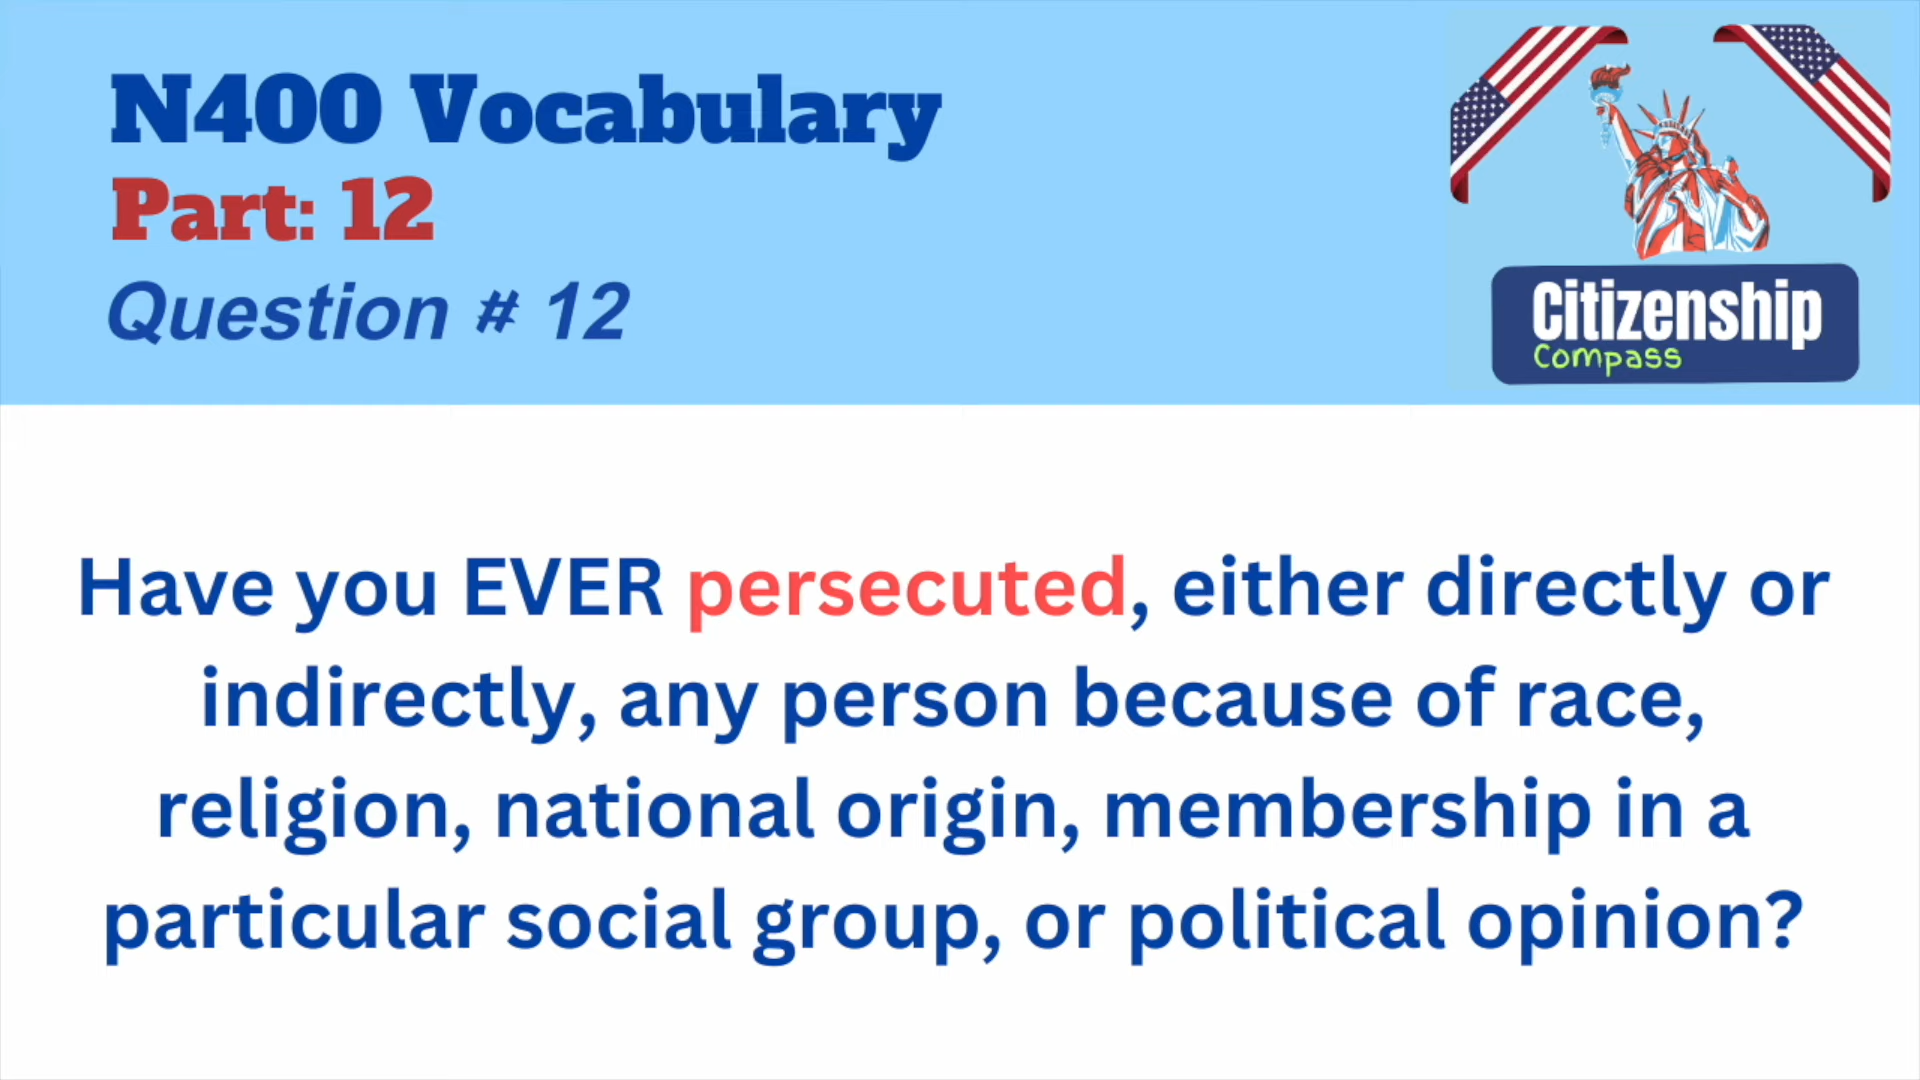 N400 Vocabulary
Part: 12
Question # 12
Citizenship
Compass
Have you EVER persecuted, either directly or
indirectly, any person because of race,
religion, national origin, membership in a
particular social group, or political opinion?